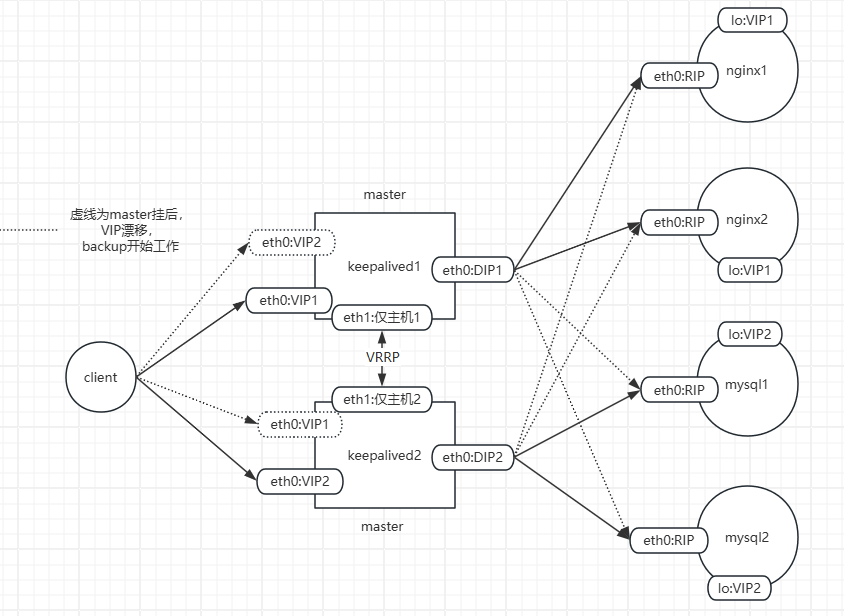 lo:VIP1
eth0:RIP
nginx1
master
虚线为master挂后，
VIP漂移，
backup开始工作
eth0:VIP2
keepalived1
eth0:DIP1
eth0:VIP1
eth1:仅主机1
eth0:RIP
nginx2
lo:VIP1
VRRP
client
lo:VIP2
eth0:RIP
mysql1
eth1:仅主机2
eth0:VIP1
keepalived2
eth0:DIP2
eth0:VIP2
master
eth0:RIP
mysql2
lo:VIP2